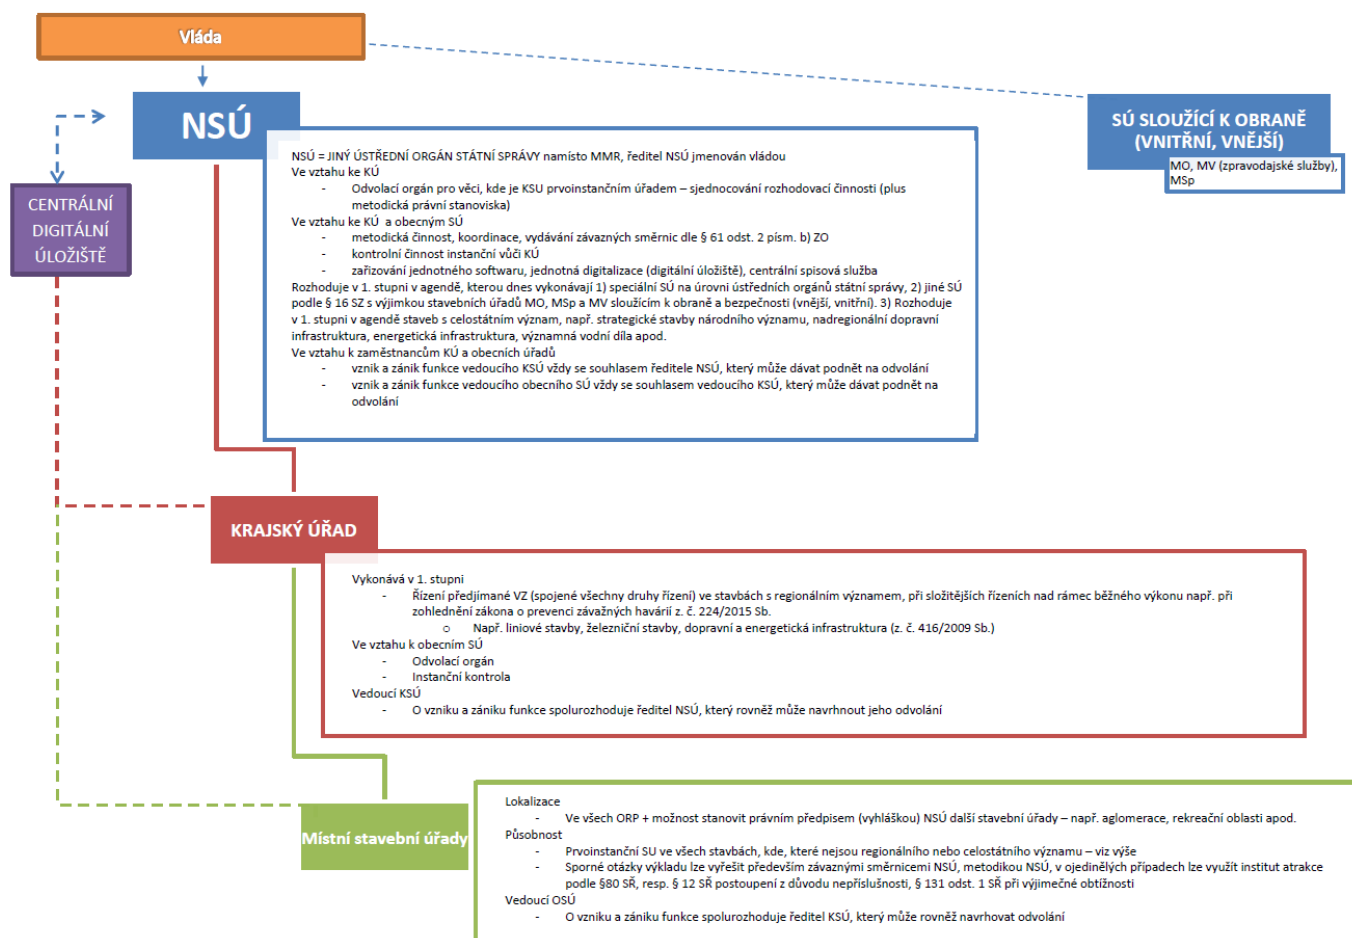 Vláda
NSÚ
SÚ SLOUŽÍCÍ K OBRANĚ
(VNITŘNÍ, VNĚJŠÍ)
MO, MV (zpravodajské služby),
MSp
CENTRÁLNÍ
DIGITÁLNÍ
ÚLOŽIŠTĚ
NSÚ = JINÝ ÚSTŘEDNÍ ORGÁN STÁTNÍ SPRÁVY namísto MMR, ředitel NSÚ jmenován vládou
Ve vztahu ke KÚ
- Odvolací orgán pro věci, kde je KSU prvoinstančním úřadem – sjednocování rozhodovací činnosti (plus
metodická právní stanoviska)
Ve vztahu ke KÚ a obecným SÚ
- metodická činnost, koordinace, vydávání závazných směrnic dle § 61 odst. 2 písm. b) ZO
- kontrolní činnost instanční vůči KÚ
- zařizování jednotného softwaru, jednotná digitalizace (digitální úložiště), centrální spisová služba
Rozhoduje v 1. stupni v agendě, kterou dnes vykonávají 1) speciální SÚ na úrovni ústředních orgánů státní správy, 2) jiné SÚ
podle § 16 SZ s výjimkou stavebních úřadů MO, MSp a MV sloužícím k obraně a bezpečnosti (vnější, vnitřní). 3) Rozhoduje
v 1. stupni v agendě staveb s celostátním význam, např. strategické stavby národního významu, nadregionální dopravní
infrastruktura, energetická infrastruktura, významná vodní díla apod.
Ve vztahu k zaměstnancům KÚ a obecních úřadů
- vznik a zánik funkce vedoucího KSÚ vždy se souhlasem ředitele NSÚ, který může dávat podnět na odvolání
- vznik a zánik funkce vedoucího obecního SÚ vždy se souhlasem vedoucího KSÚ, který může dávat podnět na
odvolání
KRAJSKÝ ÚŘAD
Vykonává v 1. stupni
- Řízení předjímané VZ (spojené všechny druhy řízení) ve stavbách s regionálním významem, při složitějších řízeních nad rámec běžného výkonu např. při
zohlednění zákona o prevenci závažných havárií z. č. 224/2015 Sb.
o Např. liniové stavby, železniční stavby, dopravní a energetická infrastruktura (z. č. 416/2009 Sb.)
Ve vztahu k obecním SÚ
- Odvolací orgán
- Instanční kontrola
Vedoucí KSÚ
- O vzniku a zániku funkce spolurozhoduje ředitel NSÚ, který rovněž může navrhnout jeho odvolání
Místní stavební úřady
Lokalizace
- Ve všech ORP + možnost stanovit právním předpisem (vyhláškou) NSÚ další stavební úřady – např. aglomerace, rekreační oblasti apod.
Působnost
- Prvoinstanční SU ve všech stavbách, kde, které nejsou regionálního nebo celostátního významu – viz výše
- Sporné otázky výkladu lze vyřešit především závaznými směrnicemi NSÚ, metodikou NSÚ, v ojedinělých případech lze využít institut atrakce
podle §80 SŘ, resp. § 12 SŘ postoupení z důvodu nepříslušnosti, § 131 odst. 1 SŘ při výjimečné obtížnosti
Vedoucí OSÚ
- O vzniku a zániku funkce spolurozhoduje ředitel KSÚ, který může rovněž navrhovat odvolání